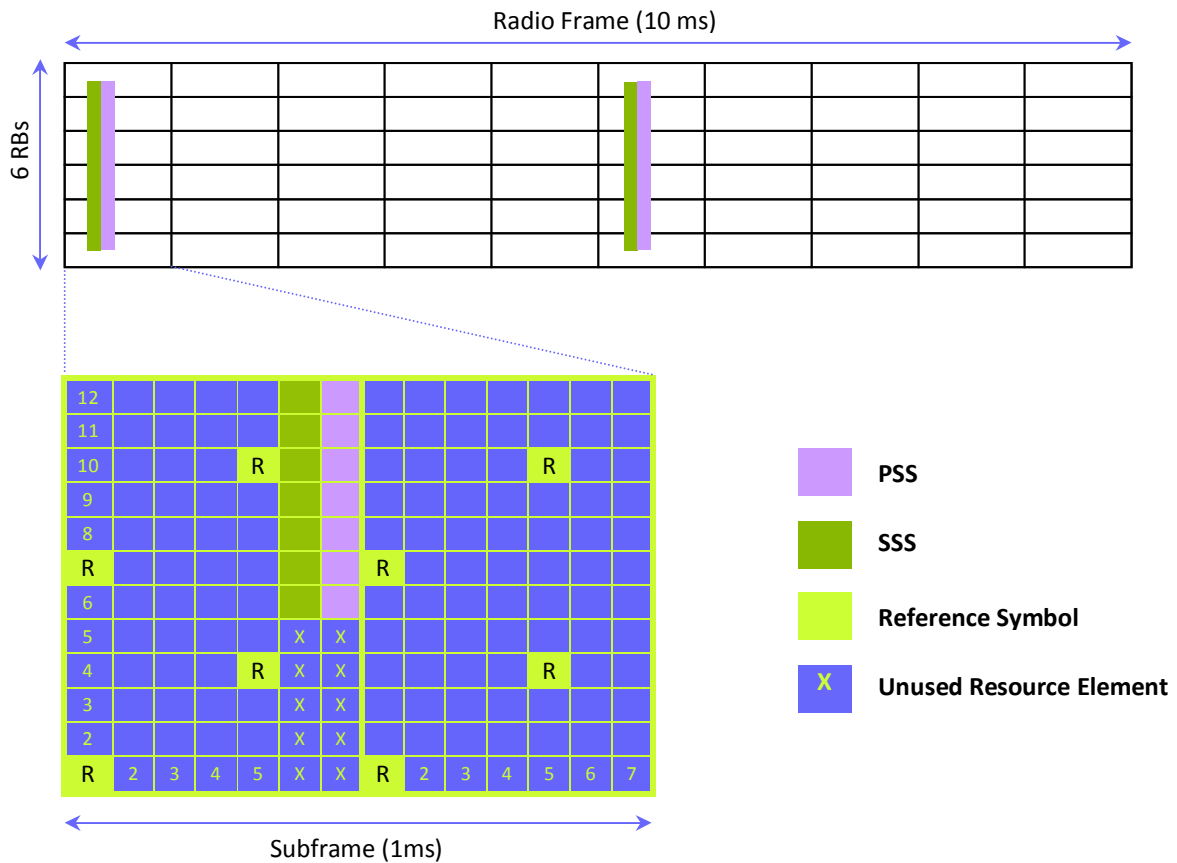 Radio Frame (10 ms)
6 RBs
12
11
10 R R
9
8
R R
6
5 X X
4 R X X R
3 X X
2 X X
R 2 3 4 5 X X R 2 3 4 5 6 7
Subframe (1ms)
PSS
SSS
Reference Symbol
X Unused Resource Element